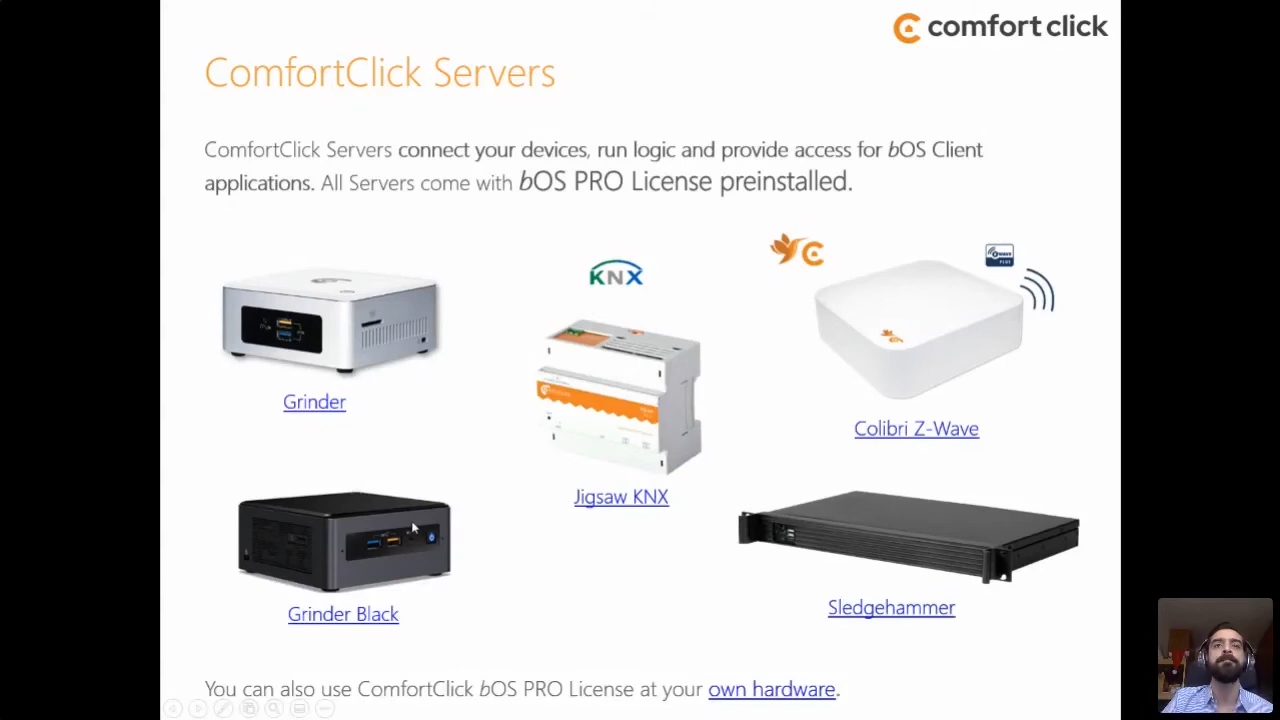 comfort click
ComfortClick Servers
ComfortClick Servers connect your devices, run logic and provide access for bOS Client
applications. All Servers come with bOS PRO License preinstalled.
KNX
Grinder
Colibri Z-Wave
Jigsaw KNX
Grinder Black
Sledgehammer
You can also use ComfortClick bOS PRO License at your own hardware.